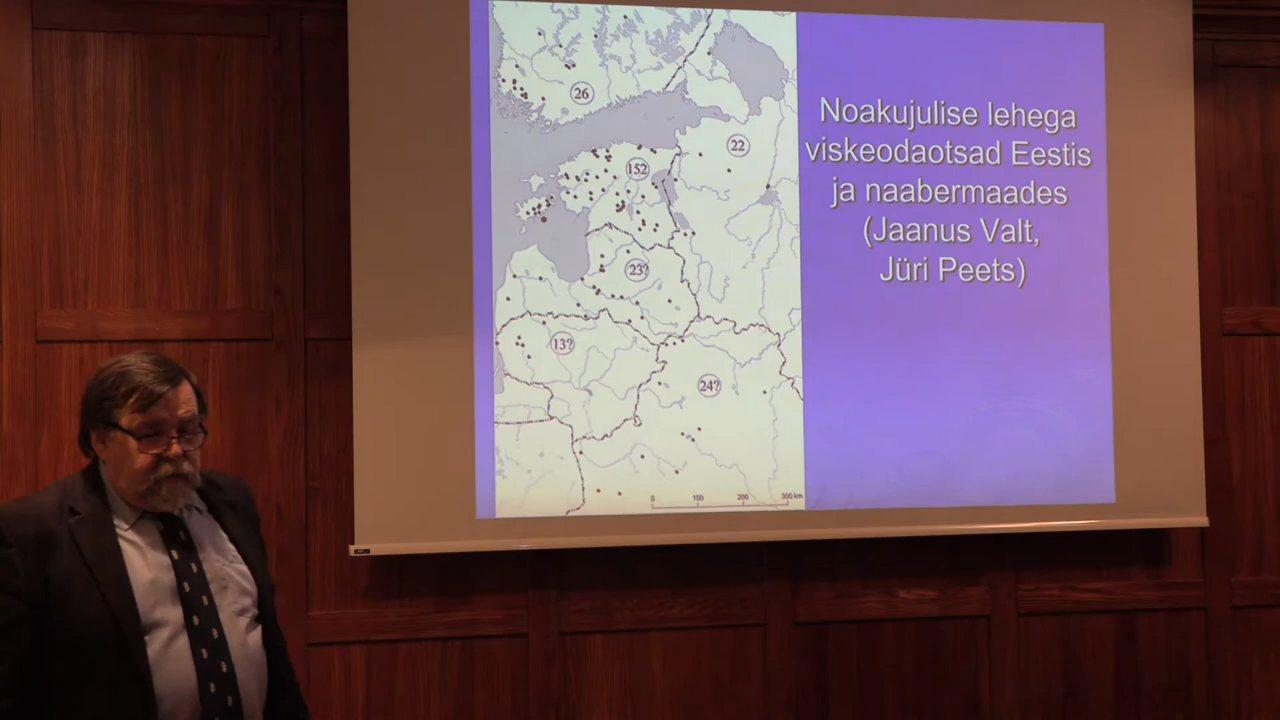 Noakujulise lehega
viskeodaotsad Eestis
ja naabermaades
(Jaanus Valt,
Jüri Peets)
26
22
152
23?
13?
24?
0 100 200 300 km